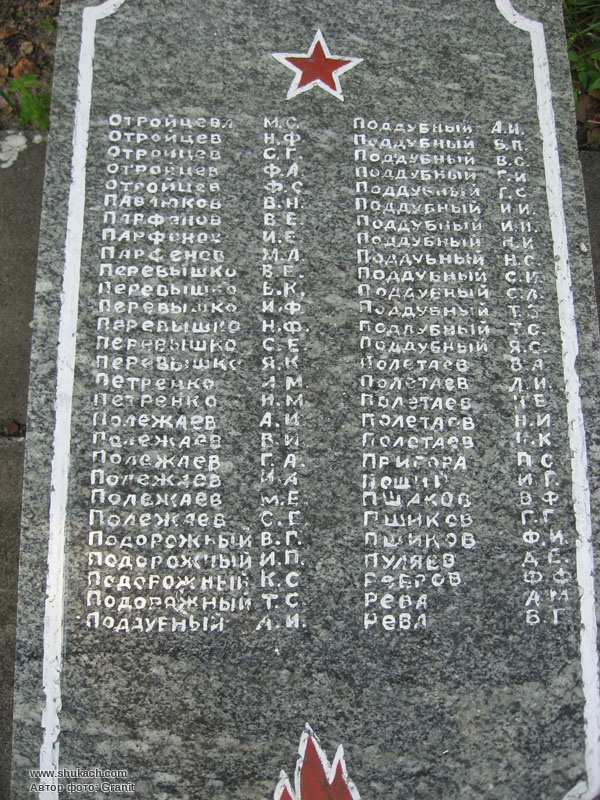 Отройцева М.С.
Отройцев Н.Ф
Отройцев С.Г.
Отройцев Ф.А
Отройцев Ф.С
Павлюков В.Н.
Парфенов В.Е.
Парфенов И.Е
Парфенов М.Л.
Перевышко В.Е.
Перевышко Е.К.
Перевышко И.Ф
Перевышко Н.Ф.
Перевышко С.Е
Перевышко Я.К
Петренко И.М
Петренко Н.М
Полежаев А.И
Полежаев В.И
Полежаев Г.А.
Полежаев И.А
Полежаев М.Е
Полежаев С.Е.
Подорожный В.Г.
Подорожный И.П.
Подорожный К.С
Подоражный Т.С
Поддубный А.И.
Поддубный А.И.
Поддубный В.П.
Поддубный В.С.
Поддубный Г.И
Поддубный Г.С
Поддубный И.И.
Поддубный И.И.
Поддубный Н.И
Поддубный Н.С
Поддубный С.И
Поддубный С.Л.
Поддубный Т.З
Поддубный Т.С.
Поддубный Я.С.
Полетаев В.А
Полетаев Л.И.
Полетаев
Полетаев Н.И
Полетаев
Пригора П.С
И.Г.
Пшаков В.Ф
Пшиков Г.Г.
Пшиков Ф.И.
Пуляев Д.Е.
Ребров Ф.Ф
Рева А.М
Рева В.Г
www.shukach.com
Автор фото: Granit